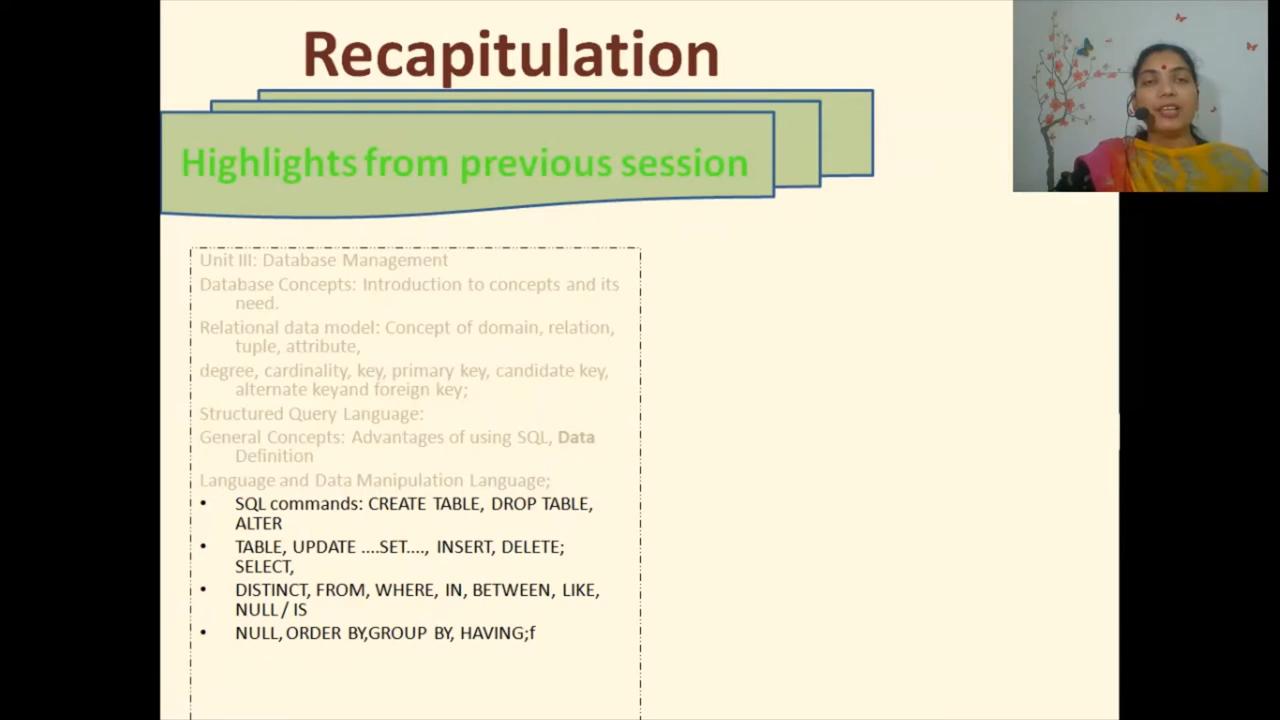 Recapitulation
Highlights from previous session
Unit III: Database Management
Database Concepts: Introduction to concepts and its
need.
Relational data model: Concept of domain, relation,
tuple, attribute,
degree, cardinality, key, primary key, candidate key,
alternate keyand foreign key;
Structured Query Language:
General Concepts: Advantages of using SQL, Data
Definition
Language and Data Manipulation Language;
• SQL commands: CREATE TABLE, DROP TABLE,
ALTER
• TABLE, UPDATE ....SET...., INSERT, DELETE;
SELECT,
• DISTINCT, FROM, WHERE, IN, BETWEEN, LIKE,
NULL / IS
• NULL, ORDER BY,GROUP BY, HAVING;f